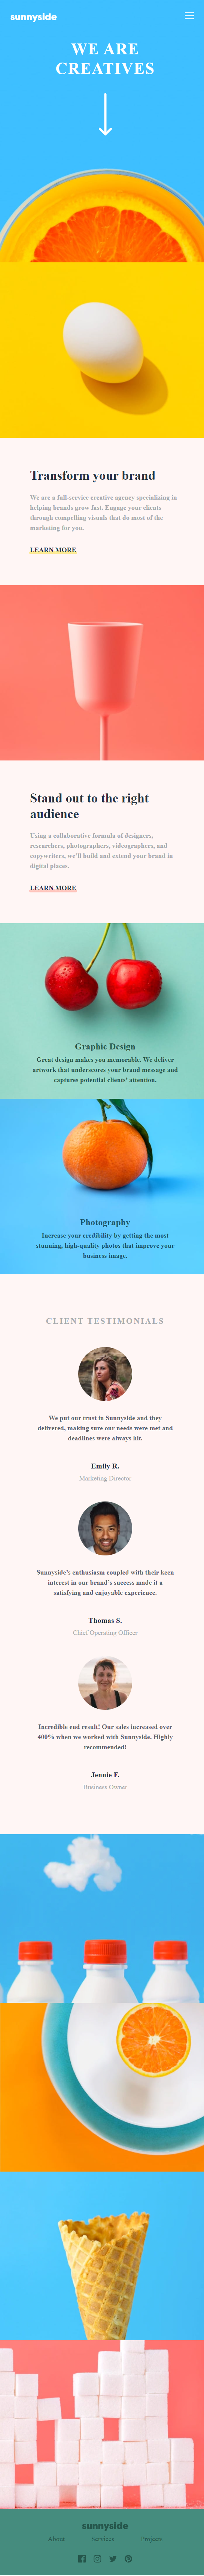 sunnyside
WE ARE
CREATIVES
Transform your brand
We are a full-service creative agency specializing in
helping brands grow fast. Engage your clients
through compelling visuals that do most of the
marketing for you.
LEARN MORE
Stand out to the right
audience
Using a collaborative formula of designers,
researchers, photographers, videographers, and
copywriters, we'll build and extend your brand in
digital places.
LEARN MORE
Graphic Design
Great design makes you memorable. We deliver
artwork that underscores your brand message and
captures potential clients' attention.
Photography
Increase your credibility by getting the most
stunning, high-quality photos that improve your
business image.
CLIENT TESTIMONIALS
We put our trust in Sunnyside and they
delivered, making sure our needs were met and
deadlines were always hit.
Emily R.
Marketing Director
Sunnyside's enthusiasm coupled with their keen
interest in our brand's success made it a
satisfying and enjoyable experience.
Thomas S.
Chief Operating Officer
Incredible end result! Our sales increased over
400% when we worked with Sunnyside. Highly
recommended!
Jennie F.
Business Owner
sunnyside
About Services Projects